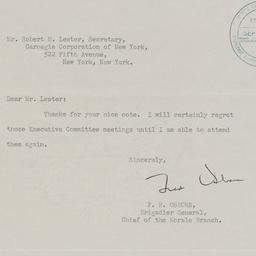 Mr. Robert M. Lester, Secretary,
Carnegie Corporation of New York,
522 Fifth Avenue,
New York, New York.
Dear Mr. Lester:
Thanks for your nice note. I will certainly regret
those Executive Committee meetings until I am able to attend
them again.
Sincerely,
F. H. OSBORN,
Brigadier General,
Chief of the Morale Branch.